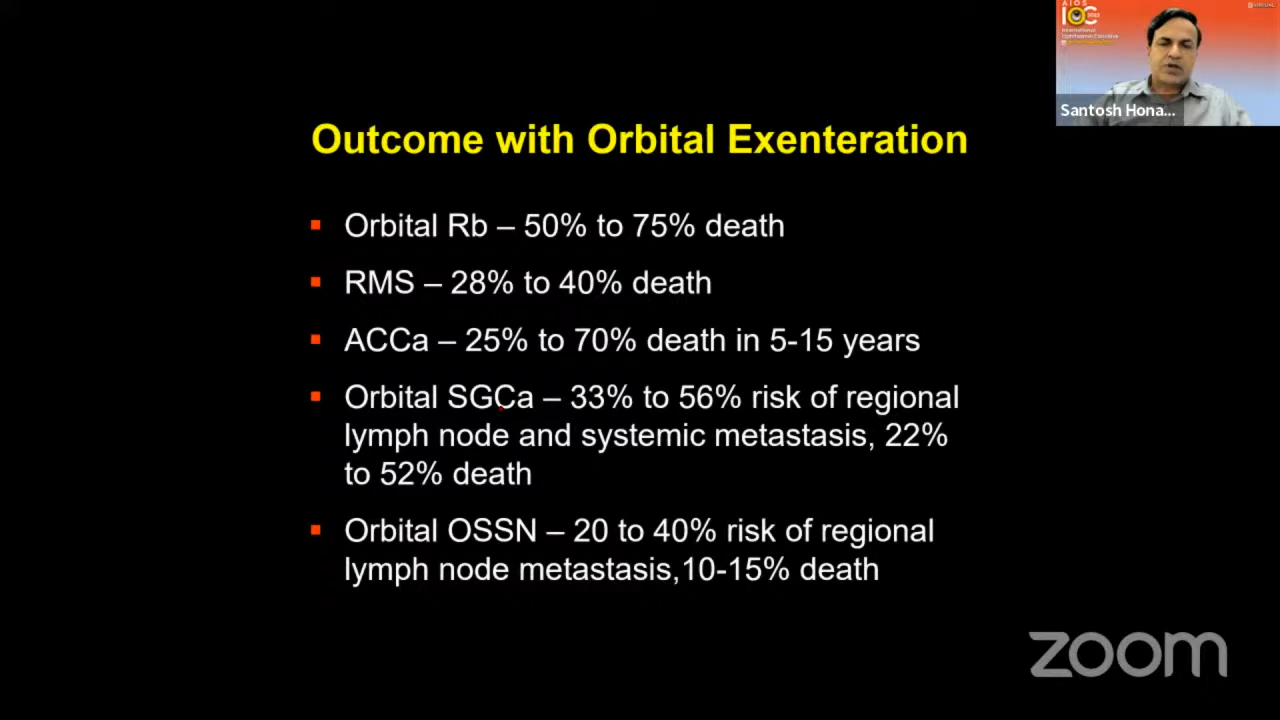 AIOS
IOC
International
Santosh Hona...
Outcome with Orbital Exenteration
Orbital Rb – 50% to 75% death
RMS – 28% to 40% death
ACCa – 25% to 70% death in 5-15 years
Orbital SGCa – 33% to 56% risk of regional
lymph node and systemic metastasis, 22%
to 52% death
Orbital OSSN – 20 to 40% risk of regional
lymph node metastasis,10-15% death
zoom